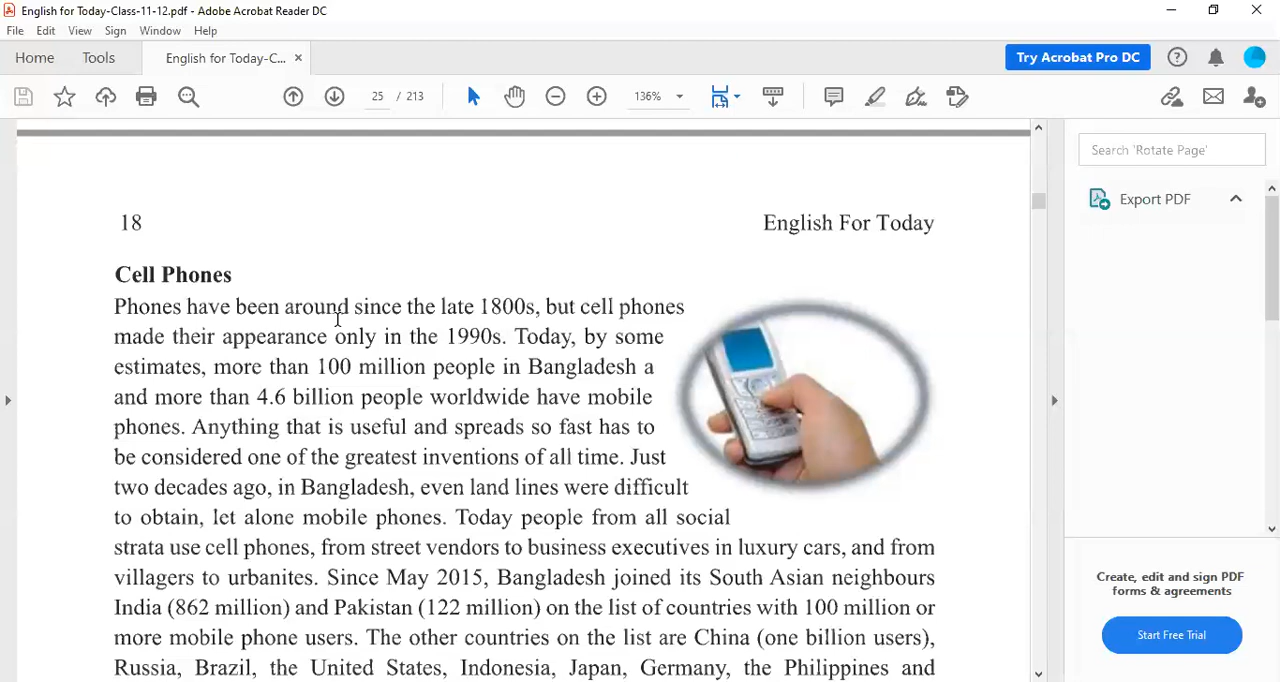 English for Today-Class-11-12.pdf - Adobe Acrobat Reader DC
File Edit View Sign Window Help
Home Tools English for Today-C... ×
Try Acrobat Pro DC
25 / 213
136%
Search 'Rotate Page'
Export PDF
18 English For Today
Cell Phones
Phones have been around since the late 1800s, but cell phones
made their appearance only in the 1990s. Today, by some
estimates, more than 100 million people in Bangladesh a
and more than 4.6 billion people worldwide have mobile
phones. Anything that is useful and spreads so fast has to
be considered one of the greatest inventions of all time. Just
two decades ago, in Bangladesh, even land lines were difficult
to obtain, let alone mobile phones. Today people from all social
strata use cell phones, from street vendors to business executives in luxury cars, and from
villagers to urbanites. Since May 2015, Bangladesh joined its South Asian neighbours
India (862 million) and Pakistan (122 million) on the list of countries with 100 million or
more mobile phone users. The other countries on the list are China (one billion users),
Russia, Brazil, the United States, Indonesia, Japan, Germany, the Philippines and
Create, edit and sign PDF
forms & agreements
Start Free Trial